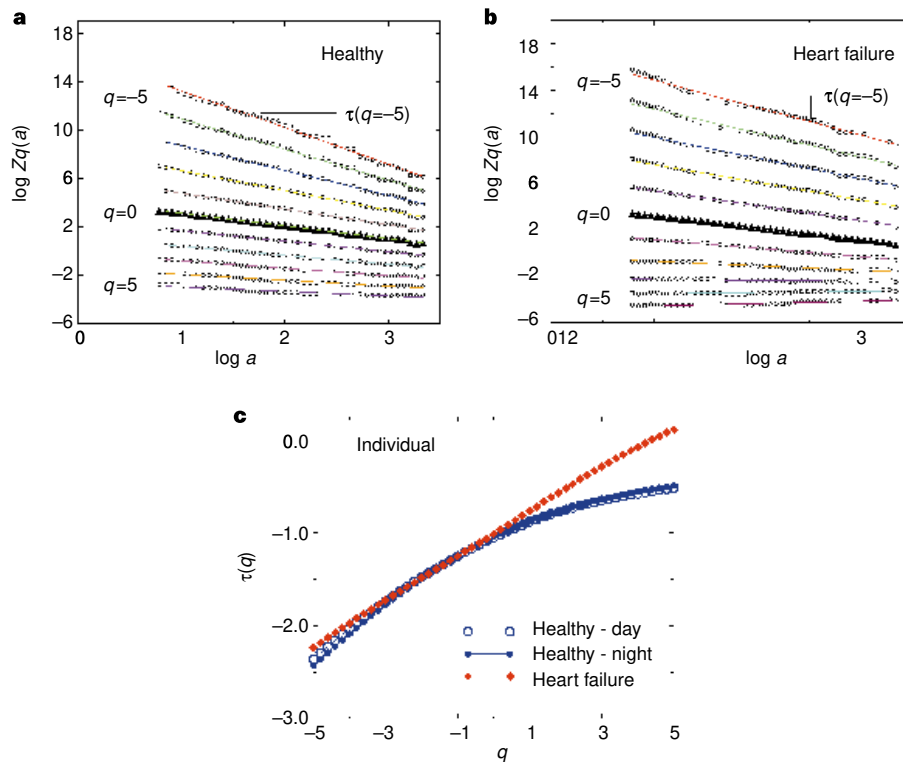 a
18
14
10
6
2
−2
−6
log Zq(a)
Healthy
q=−5
τ(q=−5)
q=0
q=5
0
1
2
3
log a
b
18
14
10
6
2
−2
−6
log Zq(a)
Heart failure
q=−5
τ(q=−5)
q=0
q=5
012
3
log a
c
Individual
0.0
−1.0
−2.0
−3.0
τ(q)
Healthy - day
Healthy - night
Heart failure
−5
−3
−1
1
3
5
q